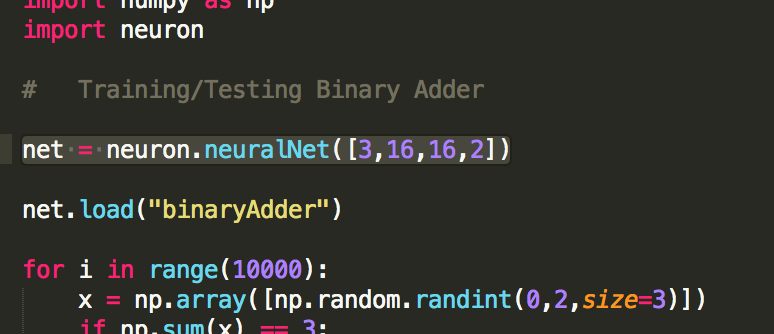 import numpy as np
import neuron
#   Training/Testing Binary Adder
net = neuron.neuralNet([3,16,16,2])
net.load("binaryAdder")
for i in range(10000):
    x = np.array([np.random.randint(0,2,size=3)])
    if np.sum(x) == 3: